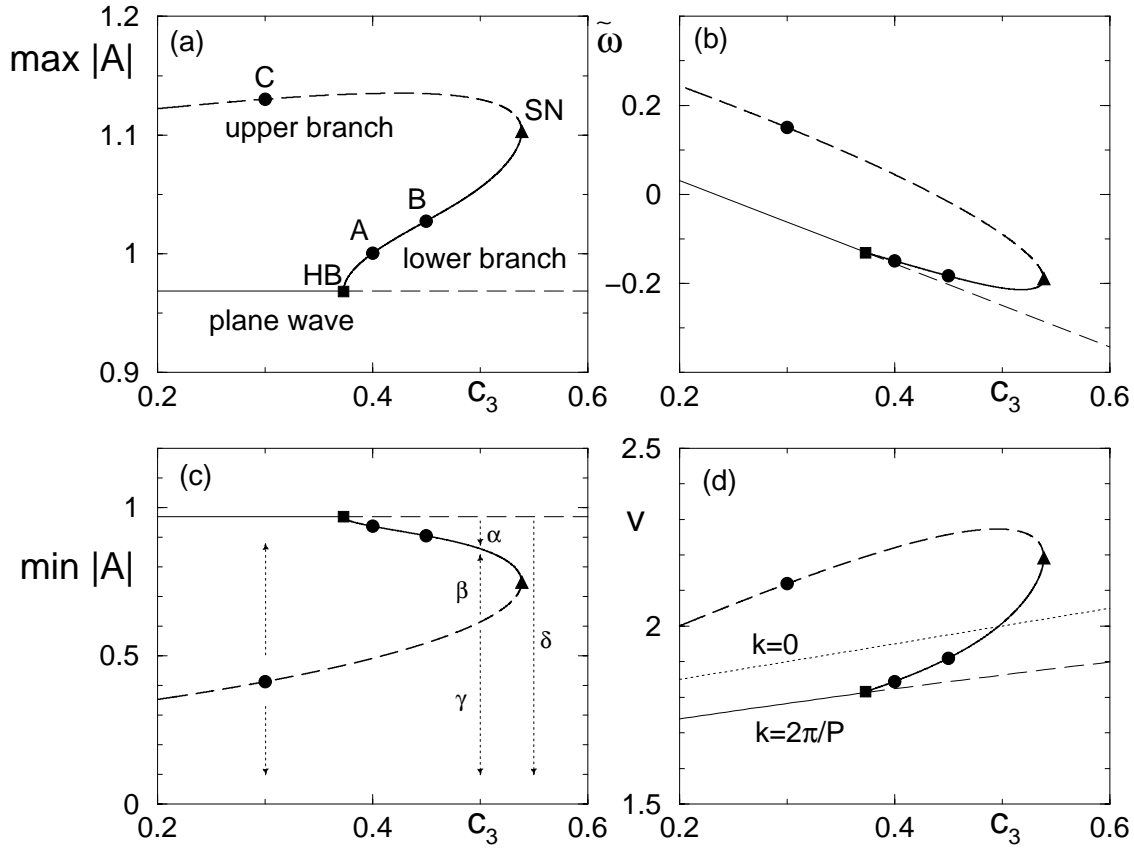 (a)
max |A|
1.2
1.1
1
0.9
0.2
0.4
c₃
0.6
C
upper branch
SN
B
A
lower branch
HB
plane wave
(b)
ω̃
0.2
0
−0.2
0.2
0.4
c₃
0.6
(c)
min |A|
1
0.5
0
0.2
0.4
c₃
0.6
α
β
γ
δ
(d)
v
2.5
2
1.5
k=0
k=2π/P
0.2
0.4
c₃
0.6